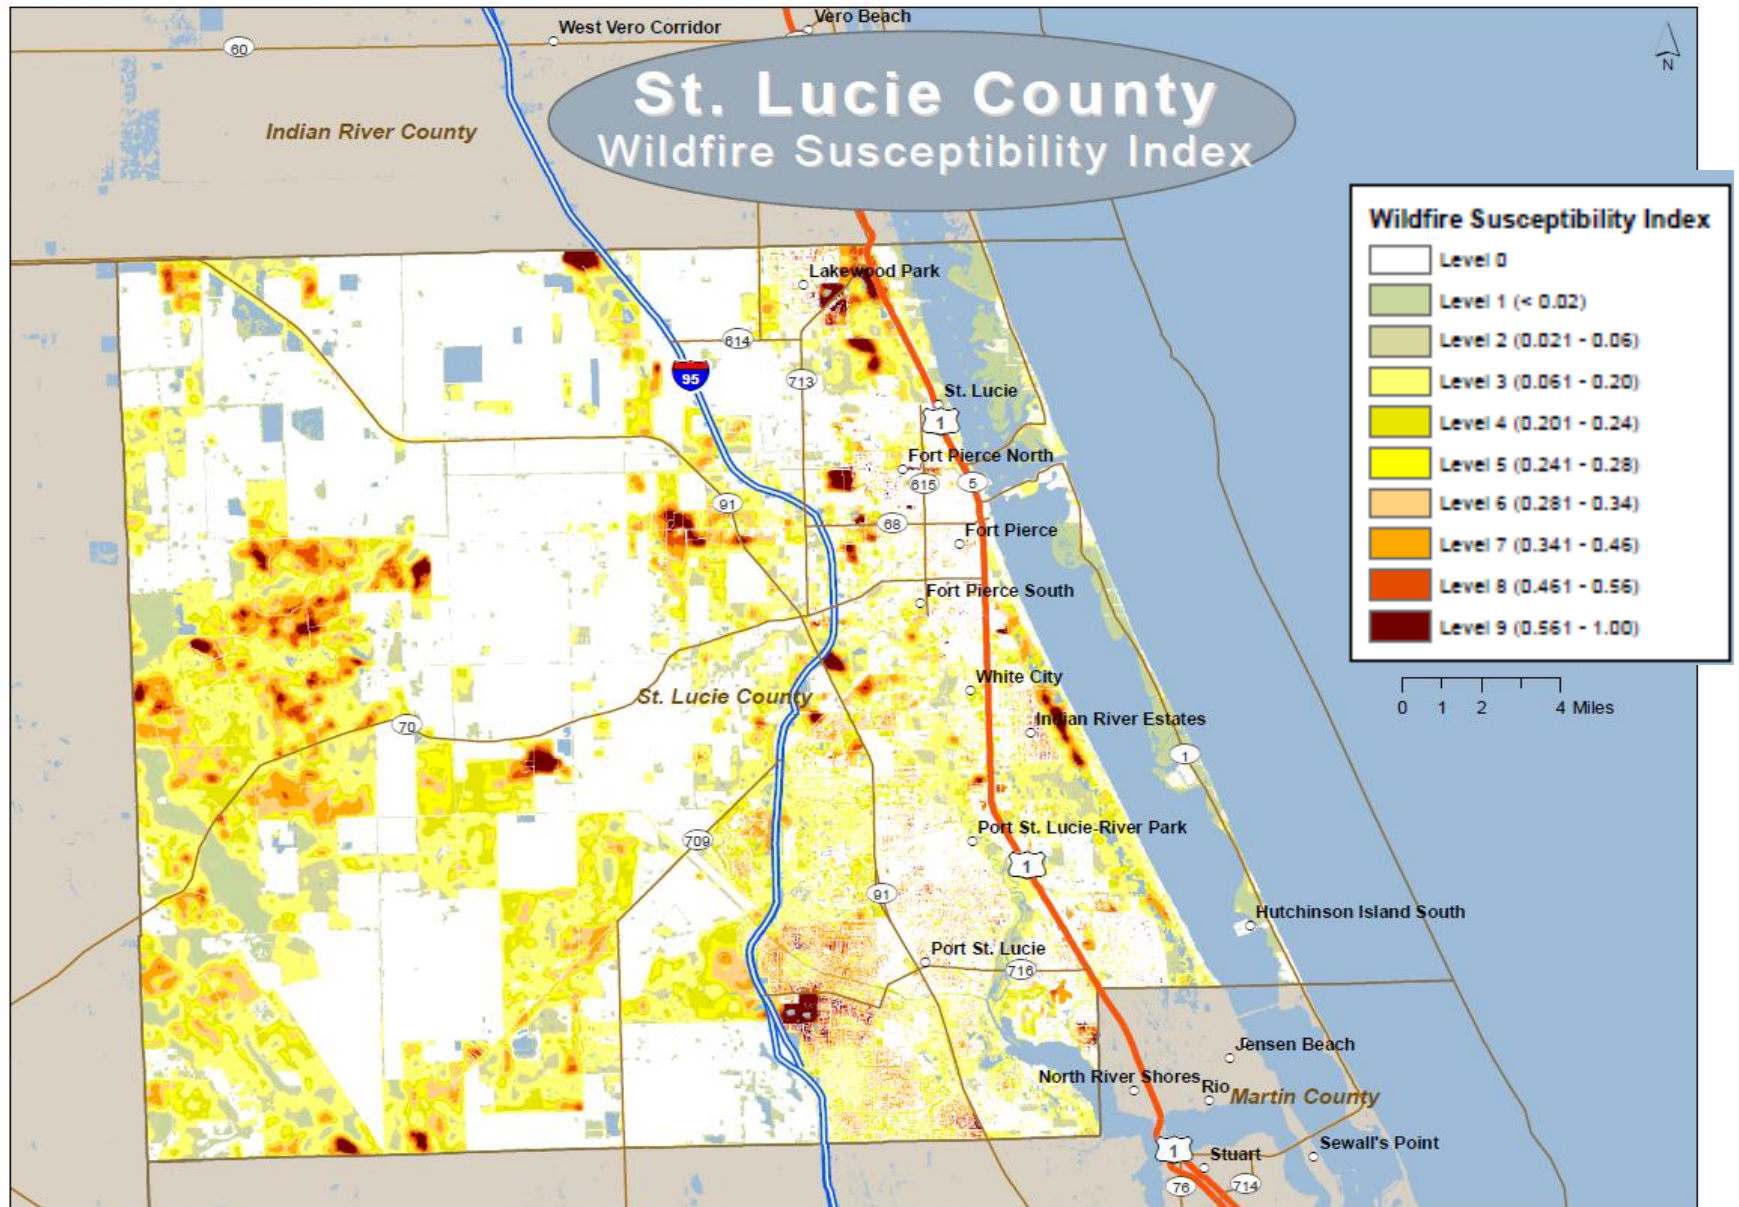 West Vero Corridor
Vero Beach
60
N
St. Lucie County
Wildfire Susceptibility Index
Indian River County
Wildfire Susceptibility Index
Level 0
Level 1 (< 0.02)
Level 2 (0.021 - 0.06)
Level 3 (0.061 - 0.20)
Level 4 (0.201 - 0.24)
Level 5 (0.241 - 0.28)
Level 6 (0.281 - 0.34)
Level 7 (0.341 - 0.46)
Level 8 (0.461 - 0.56)
Level 9 (0.561 - 1.00)
0 1 2 4 Miles
Lakewood Park
614
95
713
St. Lucie
1
Fort Pierce North
615
5
91
68
Fort Pierce
Fort Pierce South
White City
St. Lucie County
70
Indian River Estates
1
Port St. Lucie-River Park
709
1
91
Hutchinson Island South
Port St. Lucie
716
Jensen Beach
North River Shores
Rio
Martin County
Sewall's Point
1
Stuart
76
714